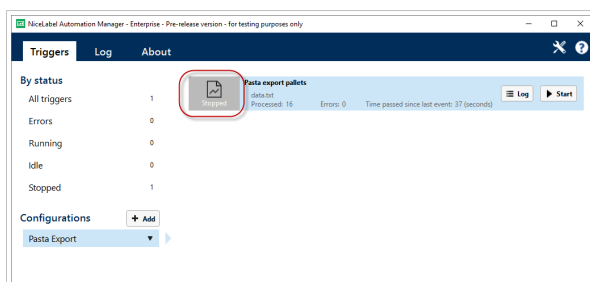 NiceLabel Automation Manager - Enterprise - Pre-release version - for testing purposes only
Triggers Log About
By status
All triggers 1
Errors 0
Running 0
Idle 0
Stopped 1
Configurations + Add
Pasta Export
Stopped
Pasta export pallets
data.txt
Processed: 16 Errors: 0 Time passed since last event: 37 (seconds)
Log Start